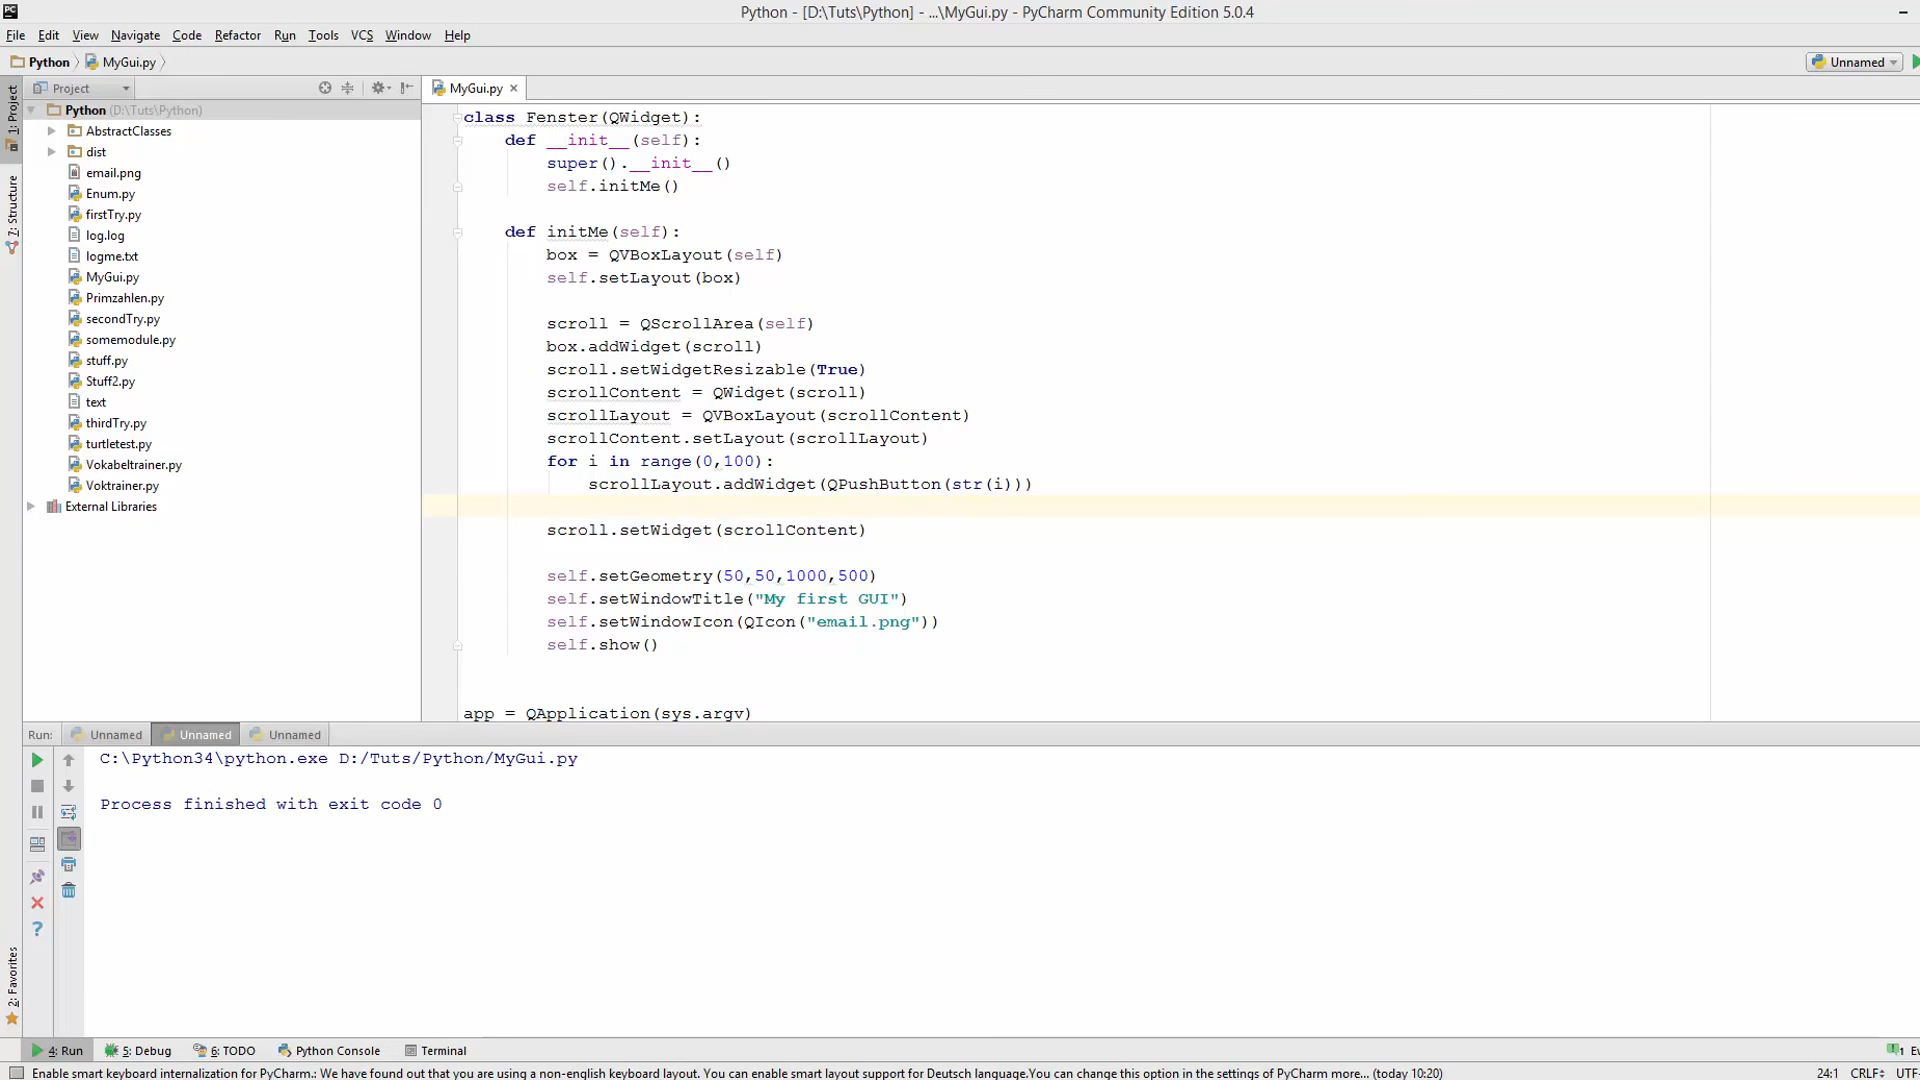 Python - [D:\Tuts\Python] - ...\MyGui.py - PyCharm Community Edition 5.0.4
File Edit View Navigate Code Refactor Run Tools VCS Window Help
Python MyGui.py Unnamed
Project MyGui.py
1: Project
7: Structure
2: Favorites
Python (D:\Tuts\Python)
AbstractClasses
dist
email.png
Enum.py
firstTry.py
log.log
logme.txt
MyGui.py
Primzahlen.py
secondTry.py
somemodule.py
stuff.py
Stuff2.py
text
thirdTry.py
turtletest.py
Vokabeltrainer.py
Voktrainer.py
External Libraries
class Fenster(QWidget):
    def __init__(self):
        super().__init__()
        self.initMe()
    def initMe(self):
        box = QVBoxLayout(self)
        self.setLayout(box)
        scroll = QScrollArea(self)
        box.addWidget(scroll)
        scroll.setWidgetResizable(True)
        scrollContent = QWidget(scroll)
        scrollLayout = QVBoxLayout(scrollContent)
        scrollContent.setLayout(scrollLayout)
        for i in range(0,100):
            scrollLayout.addWidget(QPushButton(str(i)))
        scroll.setWidget(scrollContent)
        self.setGeometry(50,50,1000,500)
        self.setWindowTitle("My first GUI")
        self.setWindowIcon(QIcon("email.png"))
        self.show()
app = QApplication(sys.argv)
Run: Unnamed Unnamed Unnamed
C:\Python34\python.exe D:/Tuts/Python/MyGui.py
Process finished with exit code 0
4: Run 5: Debug 6: TODO Python Console Terminal 1 Ev
Enable smart keyboard internalization for PyCharm.: We have found out that you are using a non-english keyboard layout. You can enable smart layout support for Deutsch language.You can change this option in the settings of PyCharm more... (today 10:20) 24:1 CRLF UTF-